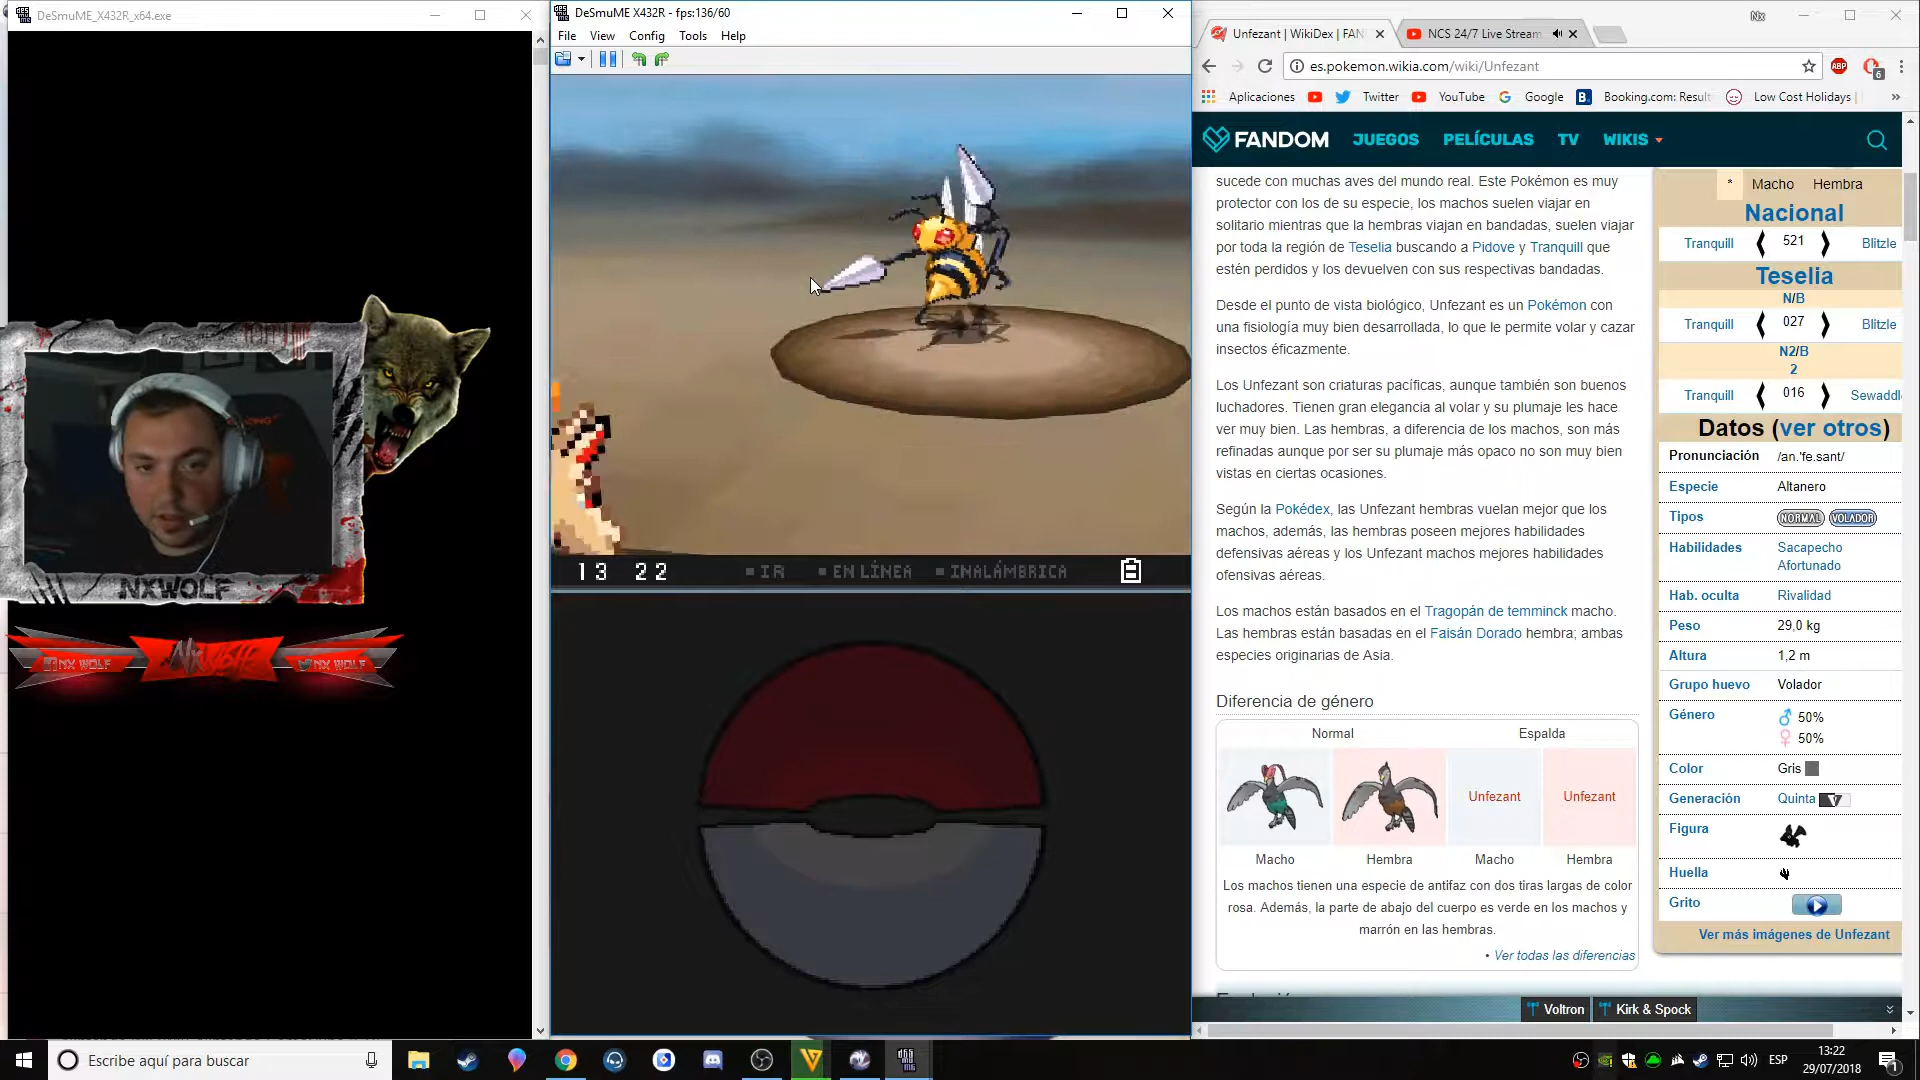 DeSmuME_X432R_x64.exe
NXWOLF
NX WOLF
NxWolf
NX WOLF
DeSmuME X432R - fps:136/60
File View Config Tools Help
13 22 IR EN LÍNEA INALÁMBRICA
Nx
Unfezant | WikiDex | FAN
NCS 24/7 Live Stream
es.pokemon.wikia.com/wiki/Unfezant
ABP
6
Aplicaciones Twitter YouTube Google B. Booking.com: Result Low Cost Holidays | »
FANDOM JUEGOS PELÍCULAS TV WIKIS
sucede con muchas aves del mundo real. Este Pokémon es muy
protector con los de su especie, los machos suelen viajar en
solitario mientras que la hembras viajan en bandadas, suelen viajar
por toda la región de Teselia buscando a Pidove y Tranquill que
estén perdidos y los devuelven con sus respectivas bandadas.
Desde el punto de vista biológico, Unfezant es un Pokémon con
una fisiología muy bien desarrollada, lo que le permite volar y cazar
insectos éficazmente.
Los Unfezant son criaturas pacíficas, aunque también son buenos
luchadores. Tienen gran elegancia al volar y su plumaje les hace
ver muy bien. Las hembras, a diferencia de los machos, son más
refinadas aunque por ser su plumaje más opaco no son muy bien
vistas en ciertas ocasiones.
Según la Pokédex, las Unfezant hembras vuelan mejor que los
machos, además, las hembras poseen mejores habilidades
defensivas aéreas y los Unfezant machos mejores habilidades
ofensivas aéreas.
Los machos están basados en el Tragopán de temminck macho.
Las hembras están basadas en el Faisán Dorado hembra; ambas
especies originarias de Asia.
Diferencia de género
Normal Espalda
Unfezant Unfezant
Macho Hembra Macho Hembra
Los machos tienen una especie de antifaz con dos tiras largas de color
rosa. Además, la parte de abajo del cuerpo es verde en los machos y
marrón en las hembras.
• Ver todas las diferencias
* Macho Hembra
Nacional
Tranquill 521 Blitzle
Teselia
N/B
Tranquill 027 Blitzle
N2/B
2
Tranquill 016 Sewaddl
Datos (ver otros)
Pronunciación /an.'fe.sant/
Especie Altanero
Tipos NORMAL VOLADOR
Habilidades Sacapecho
Afortunado
Hab. oculta Rivalidad
Peso 29,0 kg
Altura 1,2 m
Grupo huevo Volador
Género ♂ 50%
♀ 50%
Color Gris
Generación Quinta V
Figura
Huella
Grito
Ver más imágenes de Unfezant
Voltron Kirk & Spock
Escribe aquí para buscar
ESP
13:22
29/07/2018
1